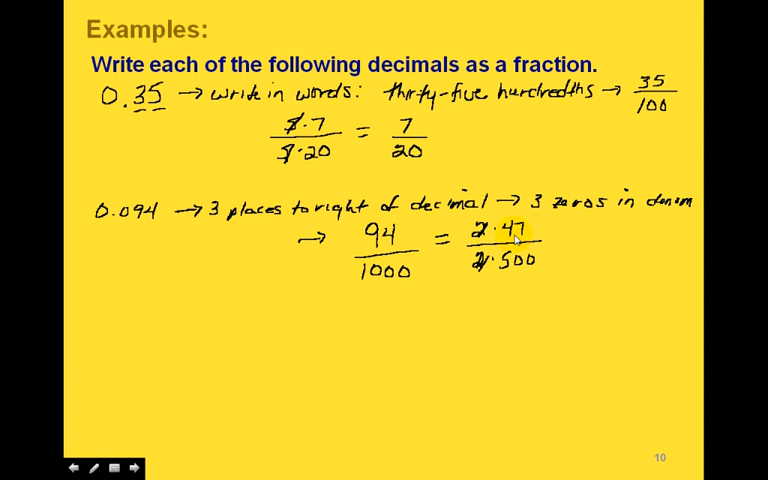 Examples:
Write each of the following decimals as a fraction.
0.35 → write in words: thirty-five hundredths → 35/100
5·7/5·20 = 7/20
0.094 → 3 places to right of decimal → 3 zeros in denom
→ 94/1000 = 2·47/2·500
10